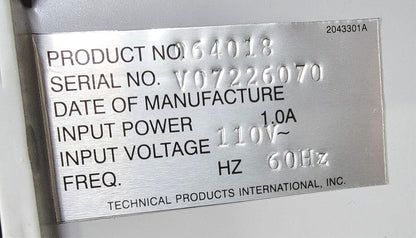 2043301A
PRODUCT NO. 064018
SERIAL NO. V07226070
DATE OF MANUFACTURE
INPUT POWER 1.0A
INPUT VOLTAGE 110V~
FREQ. HZ 60Hz
TECHNICAL PRODUCTS INTERNATIONAL, INC.